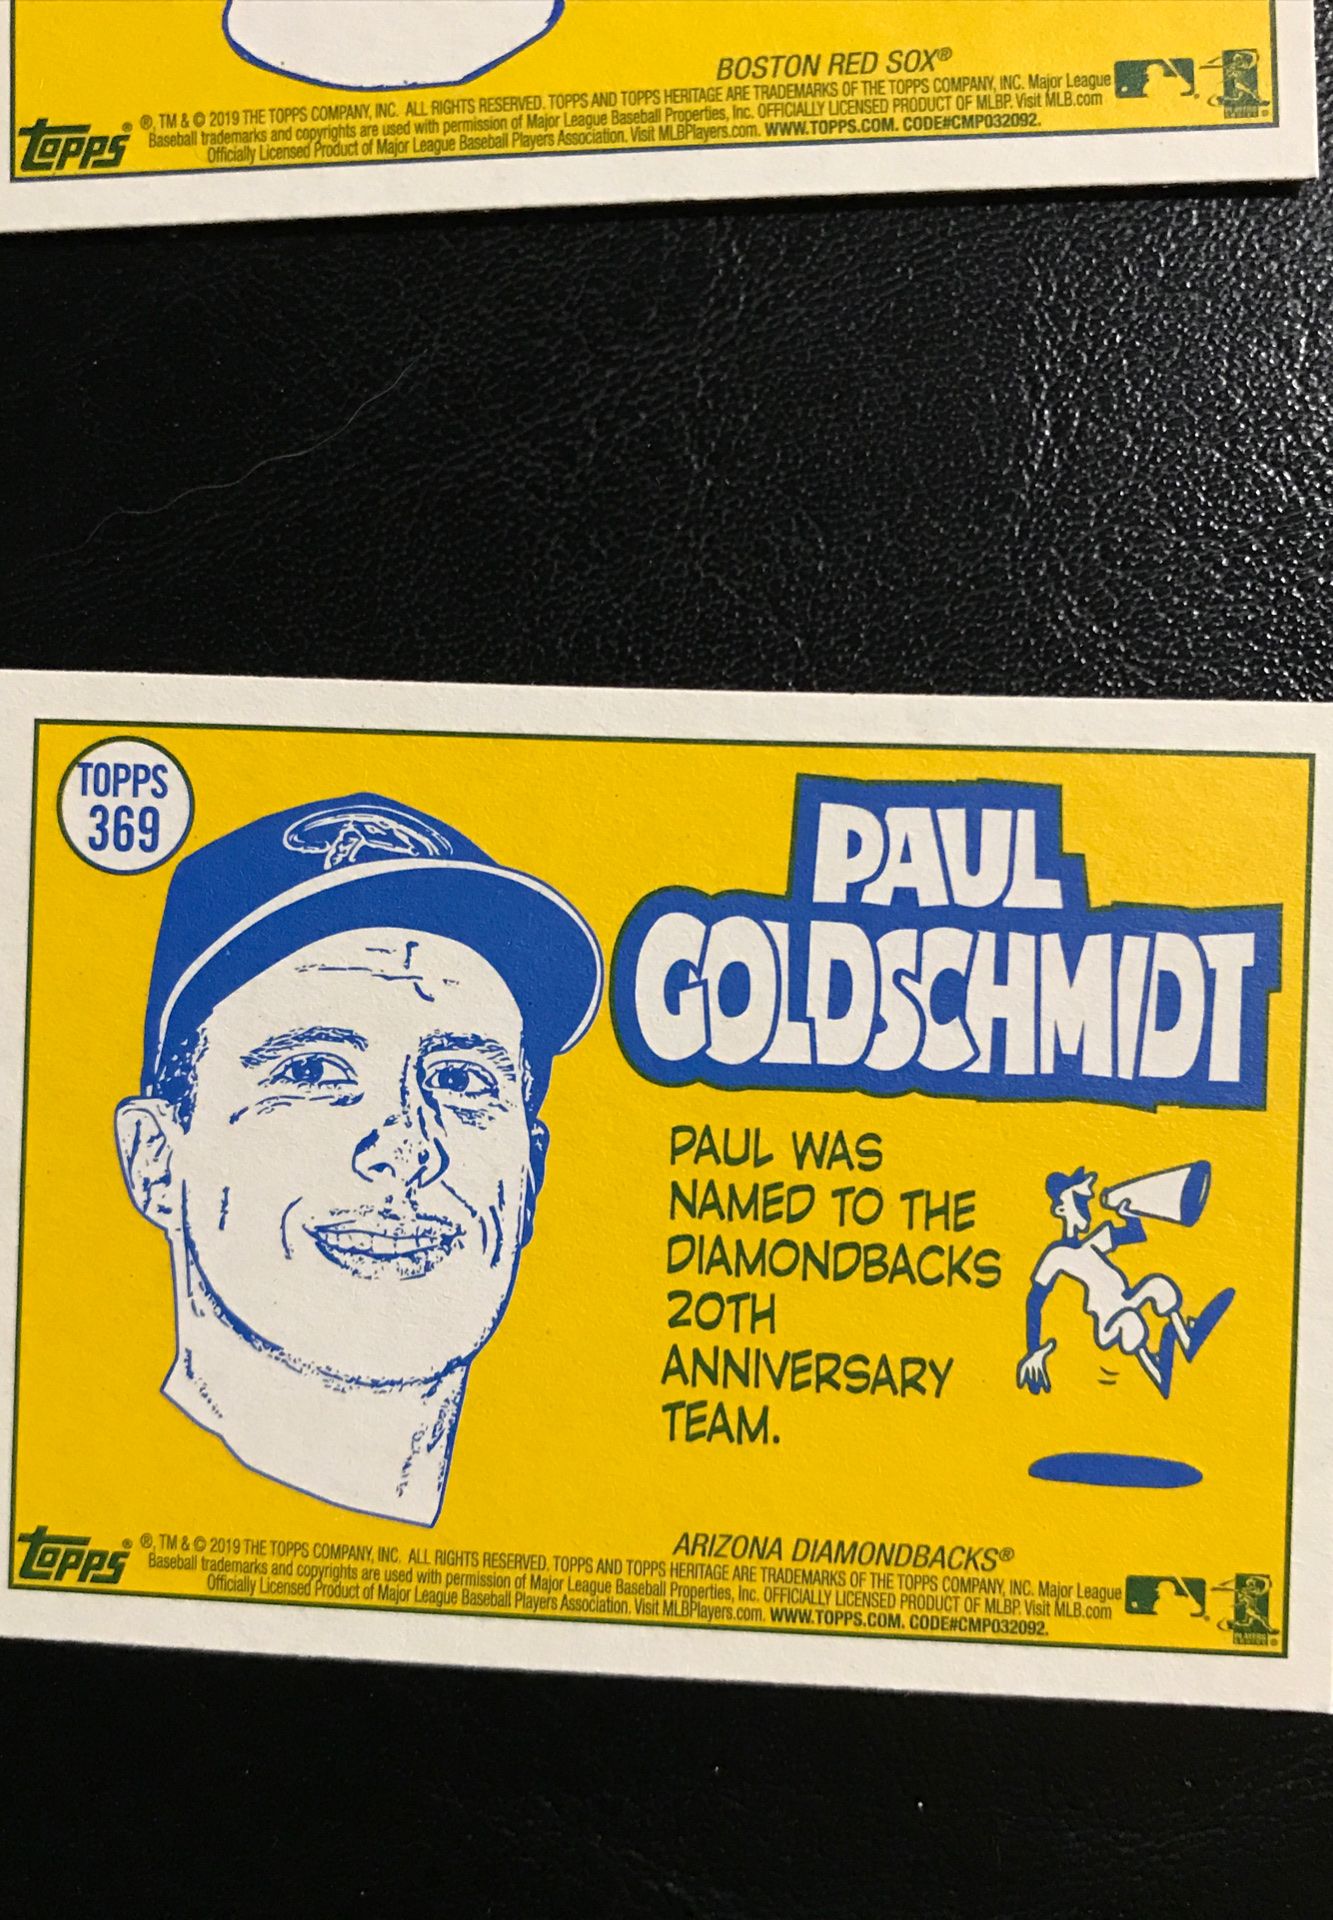 BOSTON RED SOX®
topps® ®, TM & © 2019 THE TOPPS COMPANY, INC. ALL RIGHTS RESERVED. TOPPS AND TOPPS HERITAGE ARE TRADEMARKS OF THE TOPPS COMPANY, INC. Major League
Baseball trademarks and copyrights are used with permission of Major League Baseball Properties, Inc. OFFICIALLY LICENSED PRODUCT OF MLBP. Visit MLB.com
Officially Licensed Product of Major League Baseball Players Association. Visit MLBPlayers.com. WWW.TOPPS.COM. CODE#CMP032092.
TOPPS
369
PAUL
GOLDSCHMIDT
PAUL WAS
NAMED TO THE
DIAMONDBACKS
20TH
ANNIVERSARY
TEAM.
ARIZONA DIAMONDBACKS®
topps® ®, TM & © 2019 THE TOPPS COMPANY, INC. ALL RIGHTS RESERVED. TOPPS AND TOPPS HERITAGE ARE TRADEMARKS OF THE TOPPS COMPANY, INC. Major League
Baseball trademarks and copyrights are used with permission of Major League Baseball Properties, Inc. OFFICIALLY LICENSED PRODUCT OF MLBP. Visit MLB.com
Officially Licensed Product of Major League Baseball Players Association. Visit MLBPlayers.com. WWW.TOPPS.COM. CODE#CMP032092.